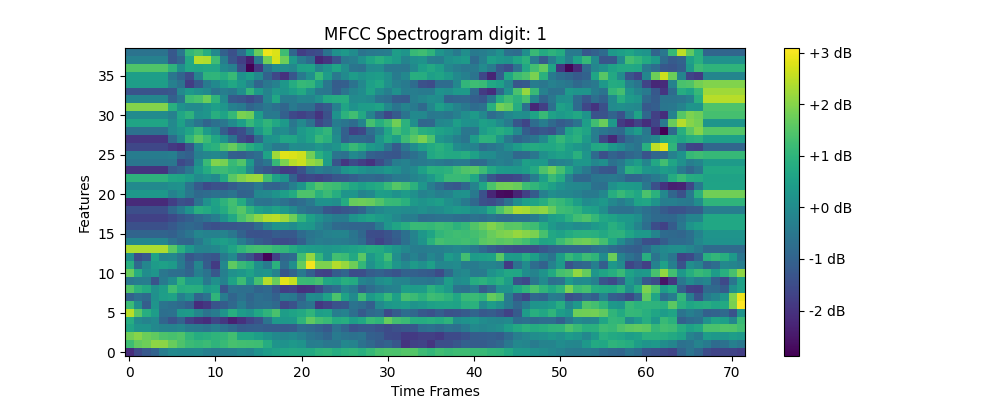 MFCC Spectrogram digit: 1
Features
35
30
25
20
15
10
5
0
0 10 20 30 40 50 60 70
Time Frames
+3 dB
+2 dB
+1 dB
+0 dB
-1 dB
-2 dB